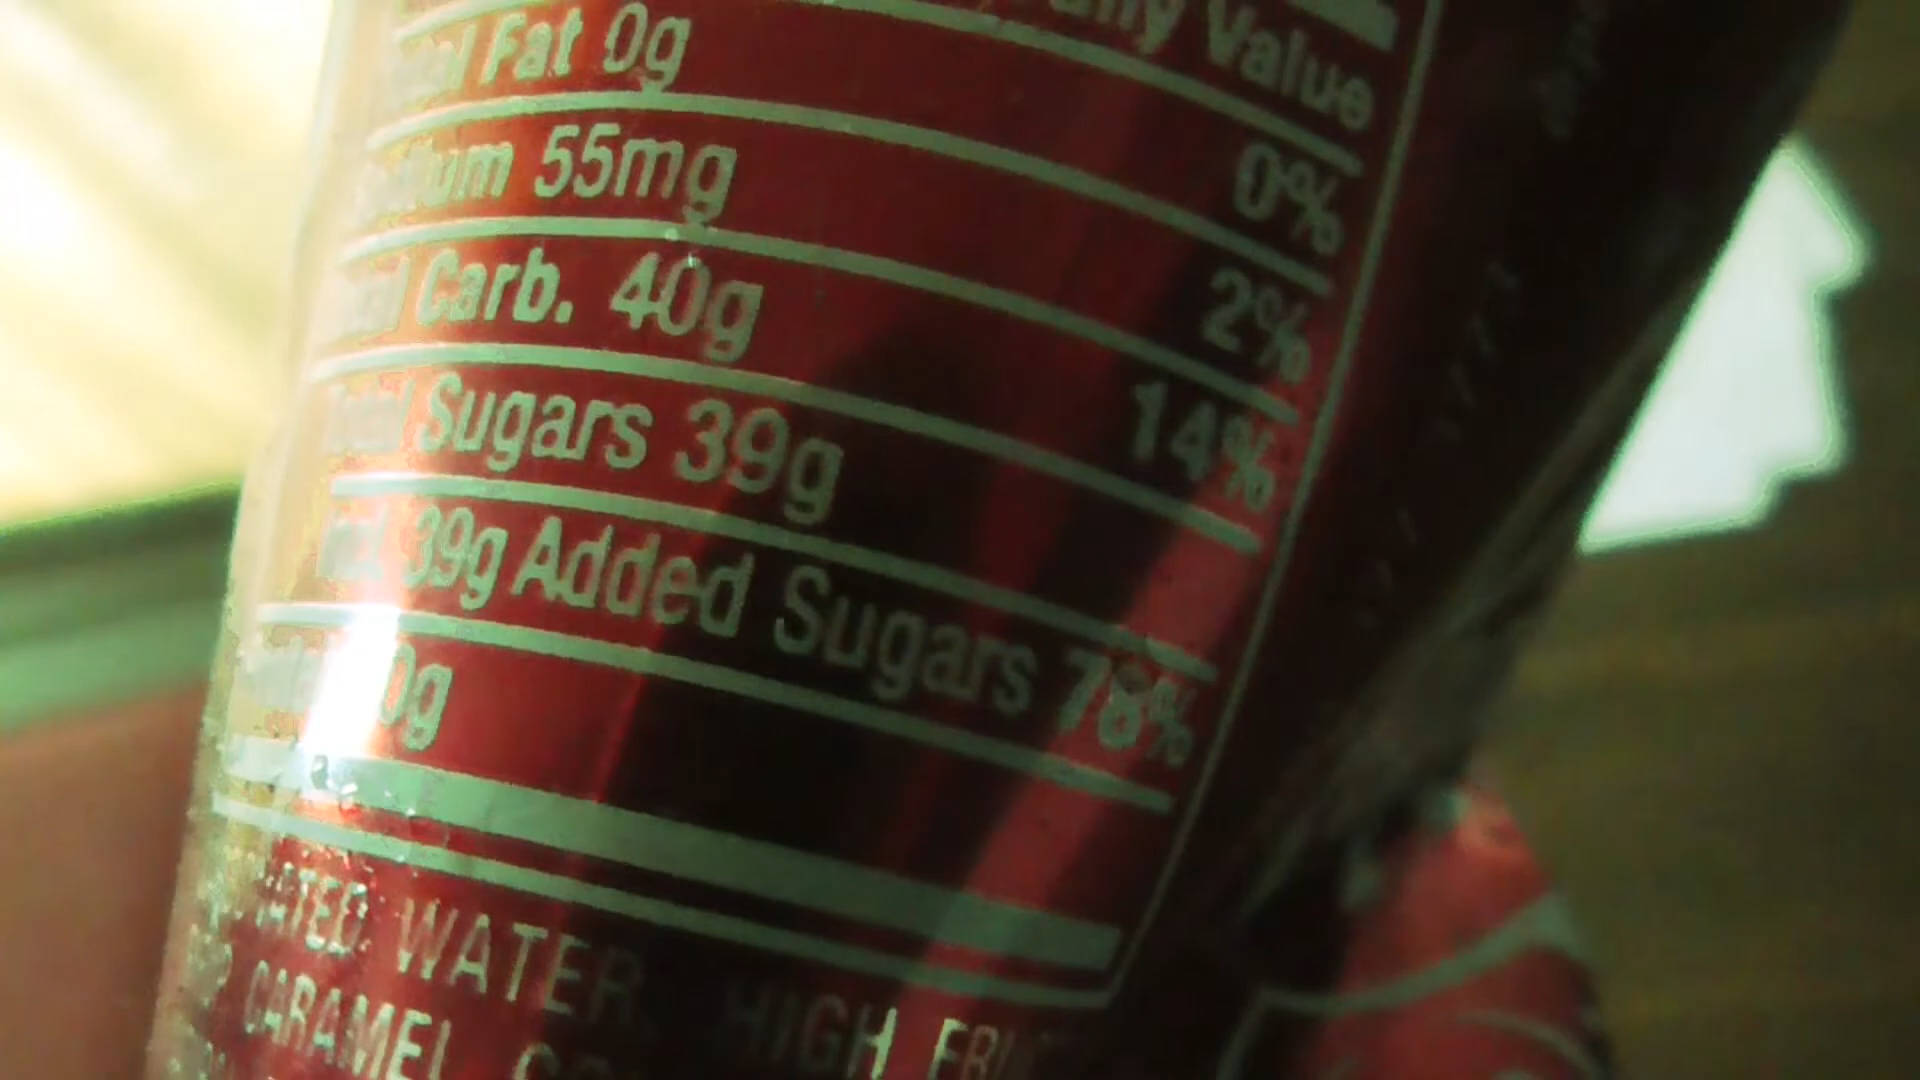 Value
Fat 0g 0%
55mg 2%
Carb. 40g 14%
Sugars 39g
39g Added Sugars 78%
0g
WATER, HIGH
CARAMEL